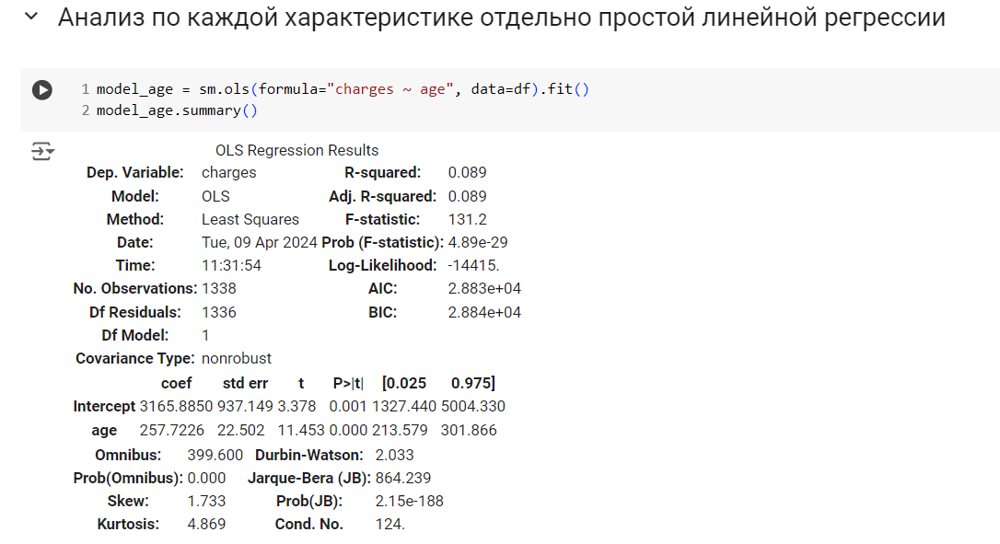 Анализ по каждой характеристике отдельно простой линейной регрессии
1 model_age = sm.ols(formula="charges ~ age", data=df).fit()
2 model_age.summary()
OLS Regression Results
Dep. Variable: charges R-squared: 0.089
Model: OLS Adj. R-squared: 0.089
Method: Least Squares F-statistic: 131.2
Date: Tue, 09 Apr 2024 Prob (F-statistic): 4.89e-29
Time: 11:31:54 Log-Likelihood: -14415.
No. Observations: 1338 AIC: 2.883e+04
Df Residuals: 1336 BIC: 2.884e+04
Df Model: 1
Covariance Type: nonrobust
coef std err t P>|t| [0.025 0.975]
Intercept 3165.8850 937.149 3.378 0.001 1327.440 5004.330
age 257.7226 22.502 11.453 0.000 213.579 301.866
Omnibus: 399.600 Durbin-Watson: 2.033
Prob(Omnibus): 0.000 Jarque-Bera (JB): 864.239
Skew: 1.733 Prob(JB): 2.15e-188
Kurtosis: 4.869 Cond. No. 124.